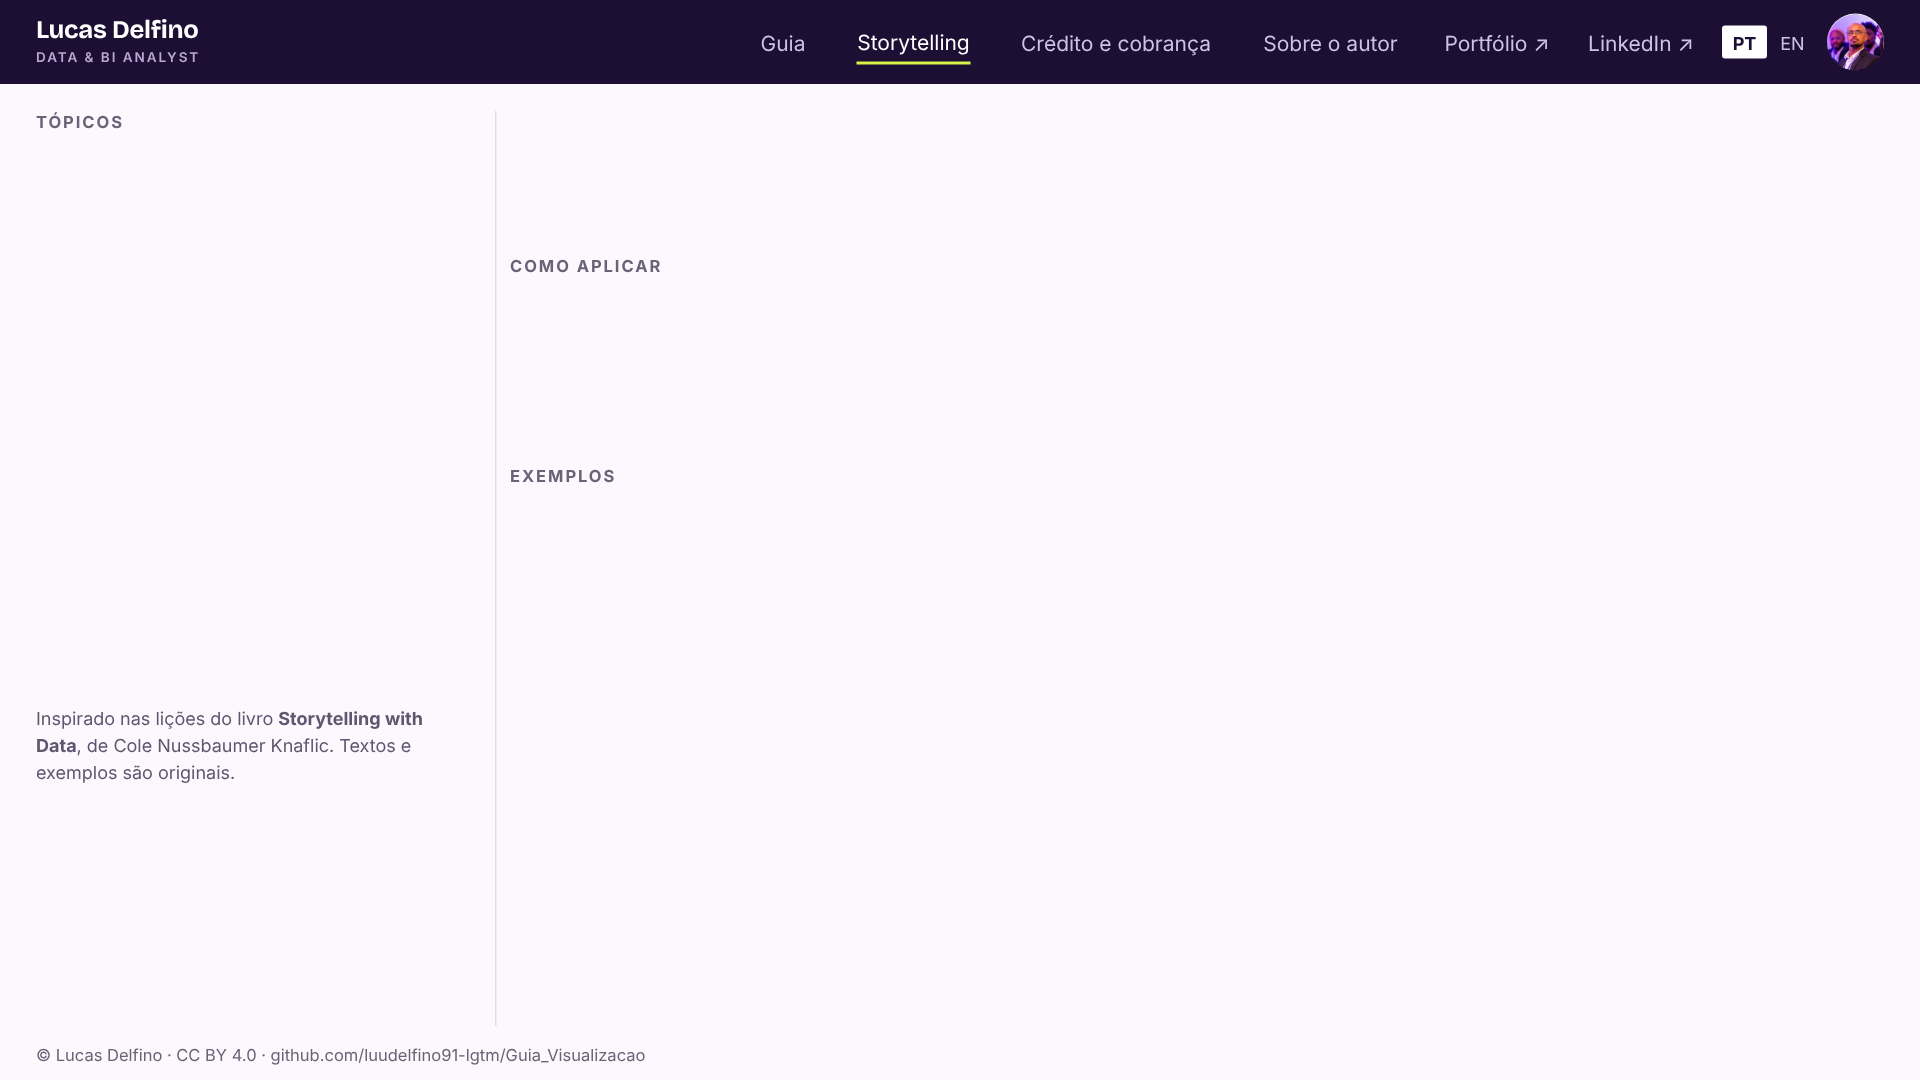 Lucas Delfino
DATA & BI ANALYST
Guia
Storytelling
Crédito e cobrança
Sobre o autor
Portfólio ↗
LinkedIn ↗
PT
EN
TÓPICOS
COMO APLICAR
EXEMPLOS
Inspirado nas lições do livro Storytelling with
Data, de Cole Nussbaumer Knaflic. Textos e
exemplos são originais.
© Lucas Delfino · CC BY 4.0 · github.com/luudelfino91-lgtm/Guia_Visualizacao